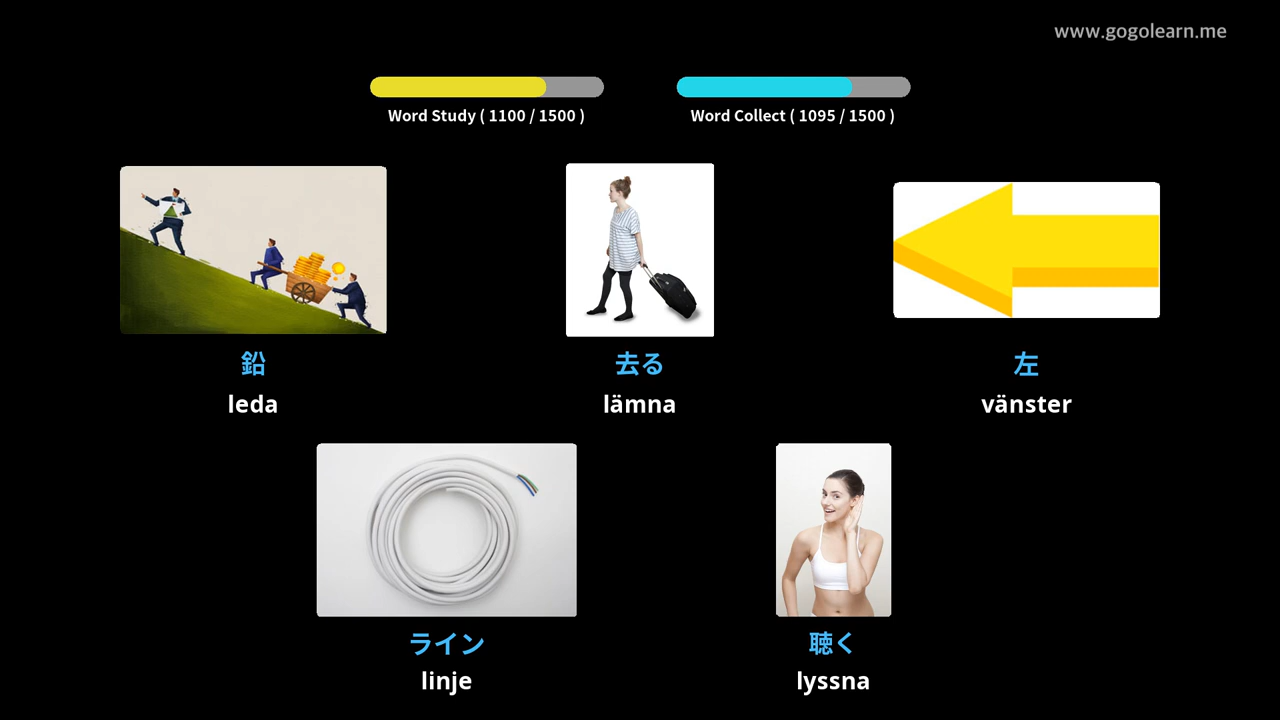 www.gogolearn.me
Word Study ( 1100 / 1500 )
Word Collect ( 1095 / 1500 )
鉛
leda
去る
lämna
左
vänster
ライン
linje
聴く
lyssna